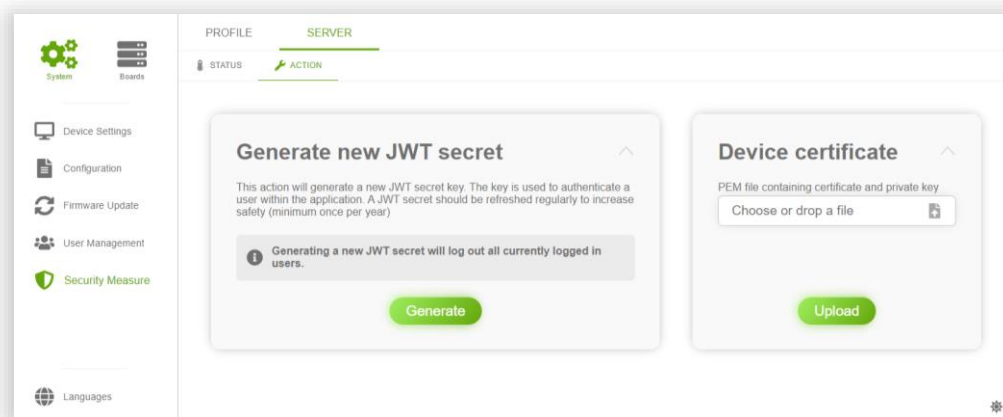 PROFILE SERVER
System Boards
STATUS ACTION
Device Settings
Configuration
Firmware Update
User Management
Security Measure
Languages
Generate new JWT secret
This action will generate a new JWT secret key. The key is used to authenticate a
user within the application. A JWT secret should be refreshed regularly to increase
safety (minimum once per year)
Generating a new JWT secret will log out all currently logged in
users.
Generate
Device certificate
PEM file containing certificate and private key
Choose or drop a file
Upload